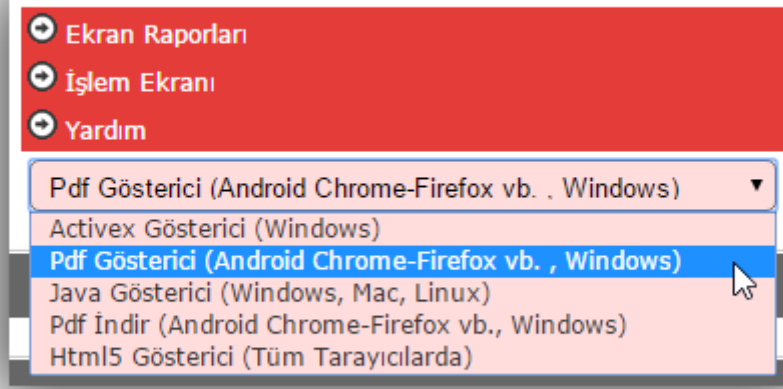 Ekran Raporları
İşlem Ekranı
Yardım
Pdf Gösterici (Android Chrome-Firefox vb. , Windows)
Activex Gösterici (Windows)
Pdf Gösterici (Android Chrome-Firefox vb. , Windows)
Java Gösterici (Windows, Mac, Linux)
Pdf İndir (Android Chrome-Firefox vb., Windows)
Html5 Gösterici (Tüm Tarayıcılarda)